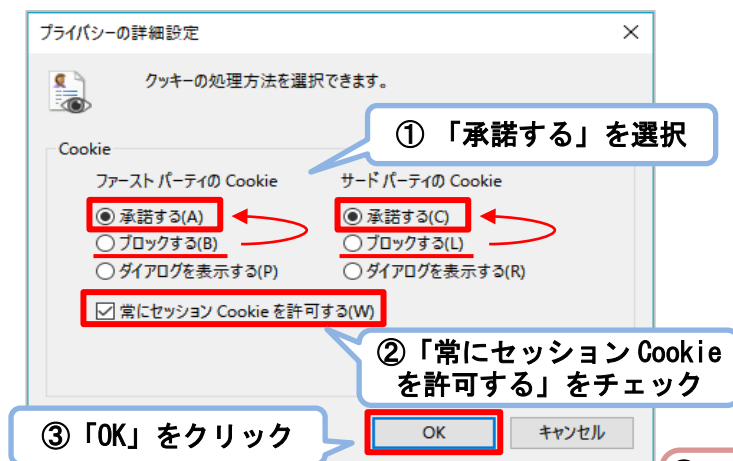 プライバシーの詳細設定
クッキーの処理方法を選択できます。
① 「承諾する」を選択
Cookie
ファースト パーティの Cookie
サード パーティの Cookie
承諾する(A)
承諾する(C)
ブロックする(B)
ブロックする(L)
ダイアログを表示する(P)
ダイアログを表示する(R)
常にセッション Cookie を許可する(W)
②「常にセッション Cookie
を許可する」をチェック
③「OK」をクリック
OK
キャンセル